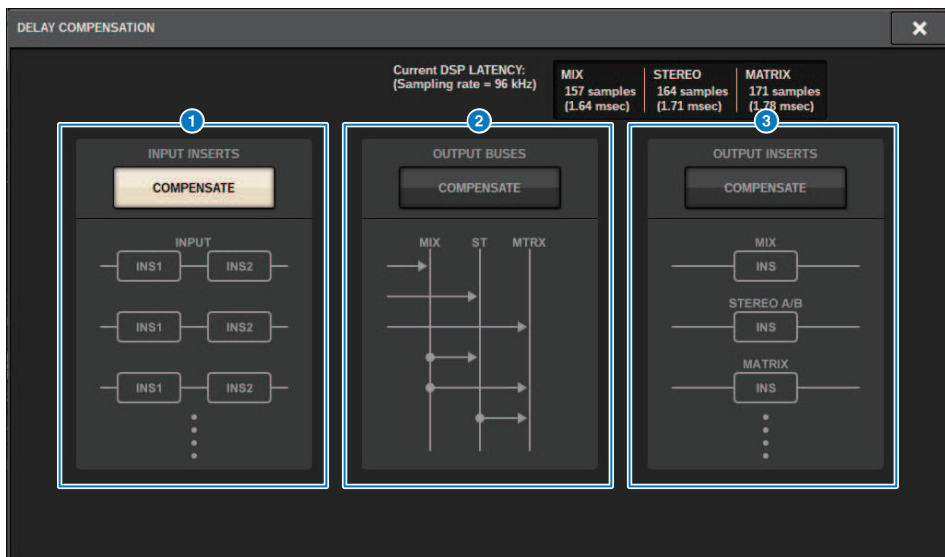 DELAY COMPENSATION
Current DSP LATENCY:
(Sampling rate = 96 kHz)
MIX
157 samples
(1.64 msec)
STEREO
164 samples
(1.71 msec)
MATRIX
171 samples
(1.78 msec)
1
INPUT INSERTS
COMPENSATE
INPUT
INS1 INS2
INS1 INS2
INS1 INS2
2
OUTPUT BUSES
COMPENSATE
MIX ST MTRX
3
OUTPUT INSERTS
COMPENSATE
MIX
INS
STEREO A/B
INS
MATRIX
INS